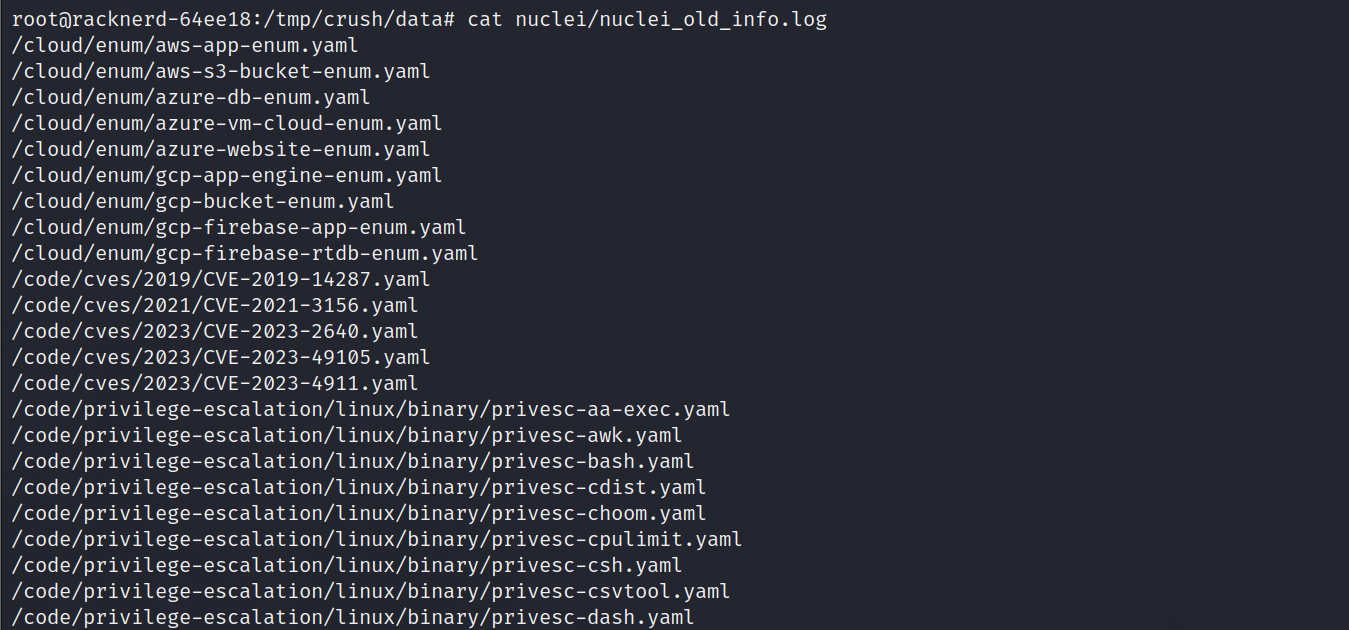 root@racknerd-64ee18:/tmp/crush/data# cat nuclei/nuclei_old_info.log
/cloud/enum/aws-app-enum.yaml
/cloud/enum/aws-s3-bucket-enum.yaml
/cloud/enum/azure-db-enum.yaml
/cloud/enum/azure-vm-cloud-enum.yaml
/cloud/enum/azure-website-enum.yaml
/cloud/enum/gcp-app-engine-enum.yaml
/cloud/enum/gcp-bucket-enum.yaml
/cloud/enum/gcp-firebase-app-enum.yaml
/cloud/enum/gcp-firebase-rtdb-enum.yaml
/code/cves/2019/CVE-2019-14287.yaml
/code/cves/2021/CVE-2021-3156.yaml
/code/cves/2023/CVE-2023-2640.yaml
/code/cves/2023/CVE-2023-49105.yaml
/code/cves/2023/CVE-2023-4911.yaml
/code/privilege-escalation/linux/binary/privesc-aa-exec.yaml
/code/privilege-escalation/linux/binary/privesc-awk.yaml
/code/privilege-escalation/linux/binary/privesc-bash.yaml
/code/privilege-escalation/linux/binary/privesc-cdist.yaml
/code/privilege-escalation/linux/binary/privesc-choom.yaml
/code/privilege-escalation/linux/binary/privesc-cpulimit.yaml
/code/privilege-escalation/linux/binary/privesc-csh.yaml
/code/privilege-escalation/linux/binary/privesc-csvtool.yaml
/code/privilege-escalation/linux/binary/privesc-dash.yaml